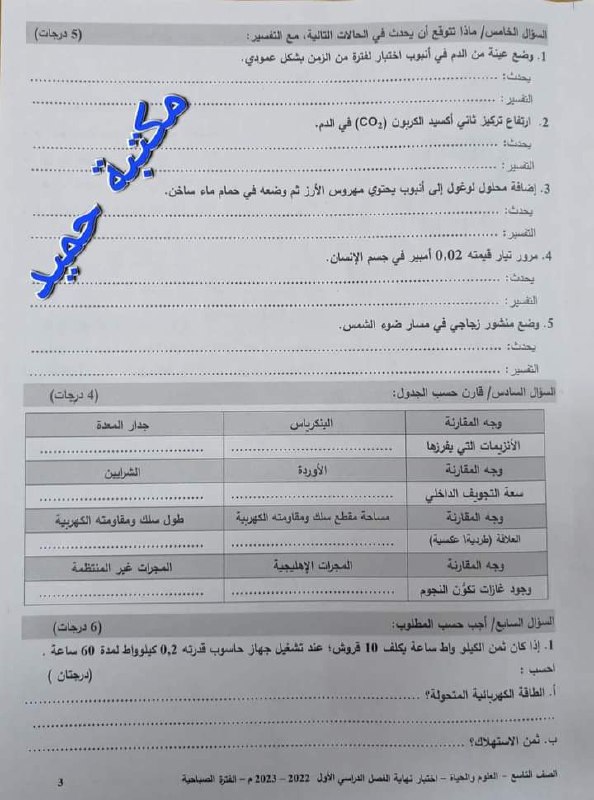 السؤال الخامس/ ماذا تتوقع أن يحدث في الحالات التالية، مع التفسير: (5 درجات)
1. وضع عينة من الدم في أنبوب اختبار لفترة من الزمن بشكل عمودي.
يحدث: ........................................
التفسير: ........................................
2. ارتفاع تركيز ثاني أكسيد الكربون (CO₂) في الدم.
يحدث: ........................................
التفسير: ........................................
3. إضافة محلول لوغول إلى أنبوب يحتوي مهروس الأرز ثم وضعه في حمام ماء ساخن.
يحدث: ........................................
التفسير: ........................................
4. مرور تيار قيمته 0,02 أمبير في جسم الإنسان.
يحدث: ........................................
التفسير: ........................................
5. وضع منشور زجاجي في مسار ضوء الشمس.
يحدث: ........................................
التفسير: ........................................
مكتبة حميد
السؤال السادس/ قارن حسب الجدول: (4 درجات)
وجه المقارنة البنكرياس جدار المعدة
الأنزيمات التي يفرزها .................... ....................
وجه المقارنة الأوردة الشرايين
سعة التجويف الداخلي .................... ....................
وجه المقارنة مساحة مقطع سلك ومقاومته الكهربية طول سلك ومقاومته الكهربية
العلاقة (طردية\ عكسية) .................... ....................
وجه المقارنة المجرات الإهليجية المجرات غير المنتظمة
وجود غازات تكوّن النجوم .................... ....................
السؤال السابع/ أجب حسب المطلوب: (6 درجات)
1. إذا كان ثمن الكيلو واط ساعة يكلف 10 قروش؛ عند تشغيل جهاز حاسوب قدرته 0,2 كيلوواط لمدة 60 ساعة .
احسب : (درجتان )
أ. الطاقة الكهربائية المتحولة؟ ........................................
........................................
ب. ثمن الاستهلاك؟ ........................................
الصف التاسع - العلوم والحياة – اختبار نهاية الفصل الدراسي الأول 2022 – 2023 م – الفترة الصباحية 3